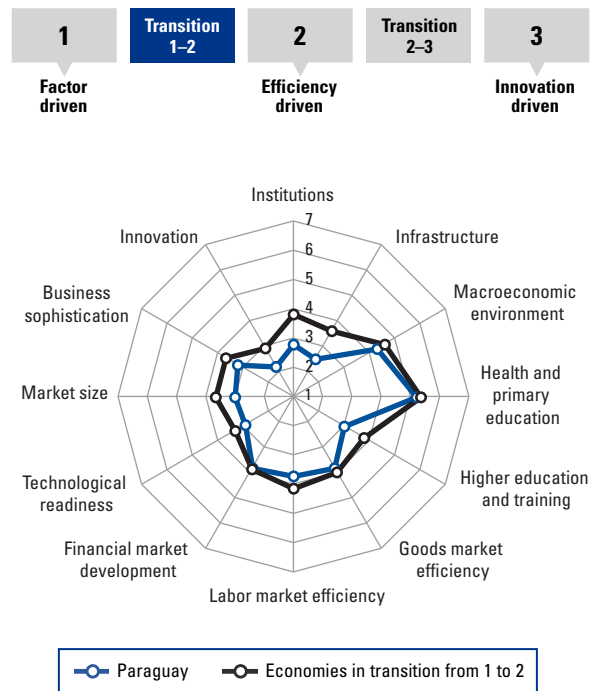 1
Transition
1–2
2
Transition
2–3
3
Factor
driven
Efficiency
driven
Innovation
driven
Institutions
7
6
5
4
3
2
1
Infrastructure
Macroeconomic
environment
Health and
primary
education
Higher education
and training
Goods market
efficiency
Labor market efficiency
Financial market
development
Technological
readiness
Market size
Business
sophistication
Innovation
Paraguay
Economies in transition from 1 to 2